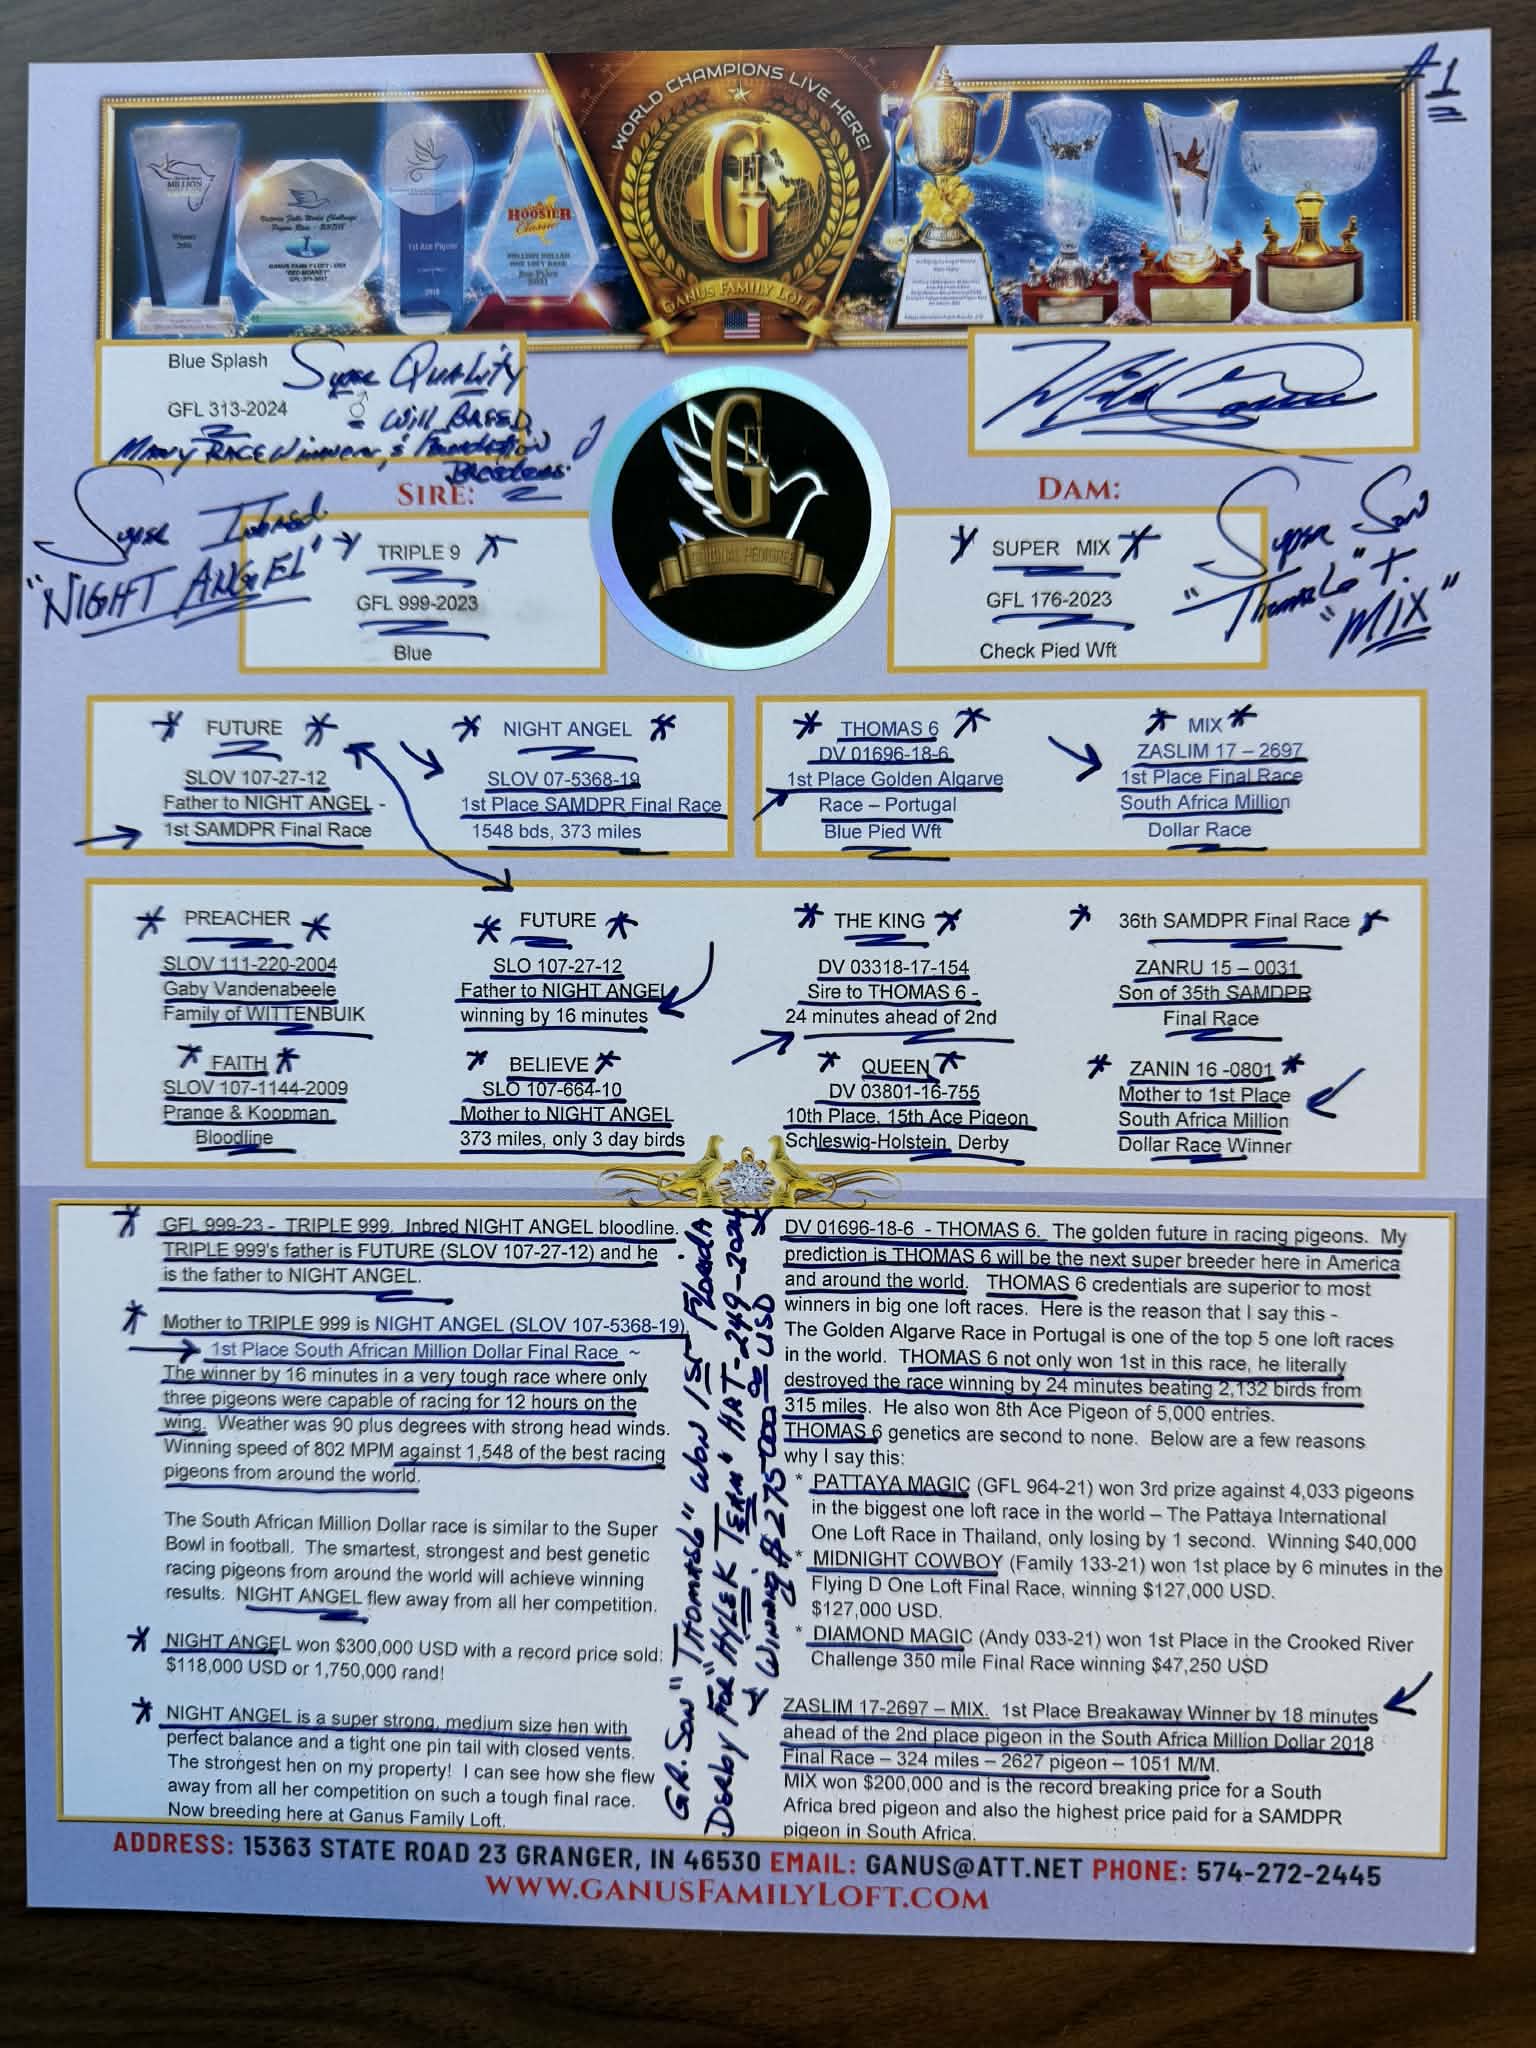 #1
WORLD CHAMPIONS LIVE HERE!
GFL
GANUS FAMILY LOFT
MILLION
Winner
Victoria Falls World Challenge
GANUS FAMILY LOFT - USA
1st Ace Pigeon
2018
HOOSIER
Classic
MILLION DOLLAR
ONE LOFT RACE
2021
Blue Splash
GFL 313-2024
Super Quality
♂ = Will Breed
Many Race Winners & Foundation
Breeders!
SIRE:
DAM:
Super Inbred
"NIGHT ANGEL"
TRIPLE 9
GFL 999-2023
Blue
GFL
ORIGINAL PEDIGREE
SUPER MIX
GFL 176-2023
Check Pied Wft
Super Son
"Thomas 6" +
"MIX"
FUTURE
SLOV 107-27-12
Father to NIGHT ANGEL -
1st SAMDPR Final Race
NIGHT ANGEL
SLOV 07-5368-19
1st Place SAMDPR Final Race
1548 bds, 373 miles
THOMAS 6
DV 01696-18-6
1st Place Golden Algarve
Race – Portugal
Blue Pied Wft
MIX
ZASLIM 17 – 2697
1st Place Final Race
South Africa Million
Dollar Race
PREACHER
SLOV 111-220-2004
Gaby Vandenabeele
Family of WITTENBUIK
FUTURE
SLO 107-27-12
Father to NIGHT ANGEL
winning by 16 minutes
THE KING
DV 03318-17-154
Sire to THOMAS 6 -
24 minutes ahead of 2nd
36th SAMDPR Final Race
ZANRU 15 – 0031
Son of 35th SAMDPR
Final Race
FAITH
SLOV 107-1144-2009
Prange & Koopman
Bloodline
BELIEVE
SLO 107-664-10
Mother to NIGHT ANGEL
373 miles, only 3 day birds
QUEEN
DV 03801-16-755
10th Place, 15th Ace Pigeon
Schleswig-Holstein Derby
ZANIN 16 -0801
Mother to 1st Place
South Africa Million
Dollar Race Winner
GFL 999-23 - TRIPLE 999. Inbred NIGHT ANGEL bloodline.
TRIPLE 999's father is FUTURE (SLOV 107-27-12) and he
is the father to NIGHT ANGEL.
Mother to TRIPLE 999 is NIGHT ANGEL (SLOV 107-5368-19)
1st Place South African Million Dollar Final Race ~
The winner by 16 minutes in a very tough race where only
three pigeons were capable of racing for 12 hours on the
wing. Weather was 90 plus degrees with strong head winds.
Winning speed of 802 MPM against 1,548 of the best racing
pigeons from around the world.
The South African Million Dollar race is similar to the Super
Bowl in football. The smartest, strongest and best genetic
racing pigeons from around the world will achieve winning
results. NIGHT ANGEL flew away from all her competition.
NIGHT ANGEL won $300,000 USD with a record price sold:
$118,000 USD or 1,750,000 rand!
NIGHT ANGEL is a super strong, medium size hen with
perfect balance and a tight one pin tail with closed vents.
The strongest hen on my property! I can see how she flew
away from all her competition on such a tough final race.
Now breeding here at Ganus Family Loft.
GR. Son "THOMAS 6" WON 1ST FLORIDA
DERBY FOR "HYLEK TEAM" HRT-249-2024
WINNING $275,000.00 USD
DV 01696-18-6 - THOMAS 6. The golden future in racing pigeons. My
prediction is THOMAS 6 will be the next super breeder here in America
and around the world. THOMAS 6 credentials are superior to most
winners in big one loft races. Here is the reason that I say this -
The Golden Algarve Race in Portugal is one of the top 5 one loft races
in the world. THOMAS 6 not only won 1st in this race, he literally
destroyed the race winning by 24 minutes beating 2,132 birds from
315 miles. He also won 8th Ace Pigeon of 5,000 entries.
THOMAS 6 genetics are second to none. Below are a few reasons
why I say this:
* PATTAYA MAGIC (GFL 964-21) won 3rd prize against 4,033 pigeons
in the biggest one loft race in the world – The Pattaya International
One Loft Race in Thailand, only losing by 1 second. Winning $40,000
* MIDNIGHT COWBOY (Family 133-21) won 1st place by 6 minutes in the
Flying D One Loft Final Race, winning $127,000 USD.
$127,000 USD.
* DIAMOND MAGIC (Andy 033-21) won 1st Place in the Crooked River
Challenge 350 mile Final Race winning $47,250 USD
ZASLIM 17-2697 – MIX. 1st Place Breakaway Winner by 18 minutes
ahead of the 2nd place pigeon in the South Africa Million Dollar 2018
Final Race – 324 miles – 2627 pigeon – 1051 M/M.
MIX won $200,000 and is the record breaking price for a South
Africa bred pigeon and also the highest price paid for a SAMDPR
pigeon in South Africa.
ADDRESS: 15363 STATE ROAD 23 GRANGER, IN 46530 EMAIL: GANUS@ATT.NET PHONE: 574-272-2445
WWW.GANUSFAMILYLOFT.COM